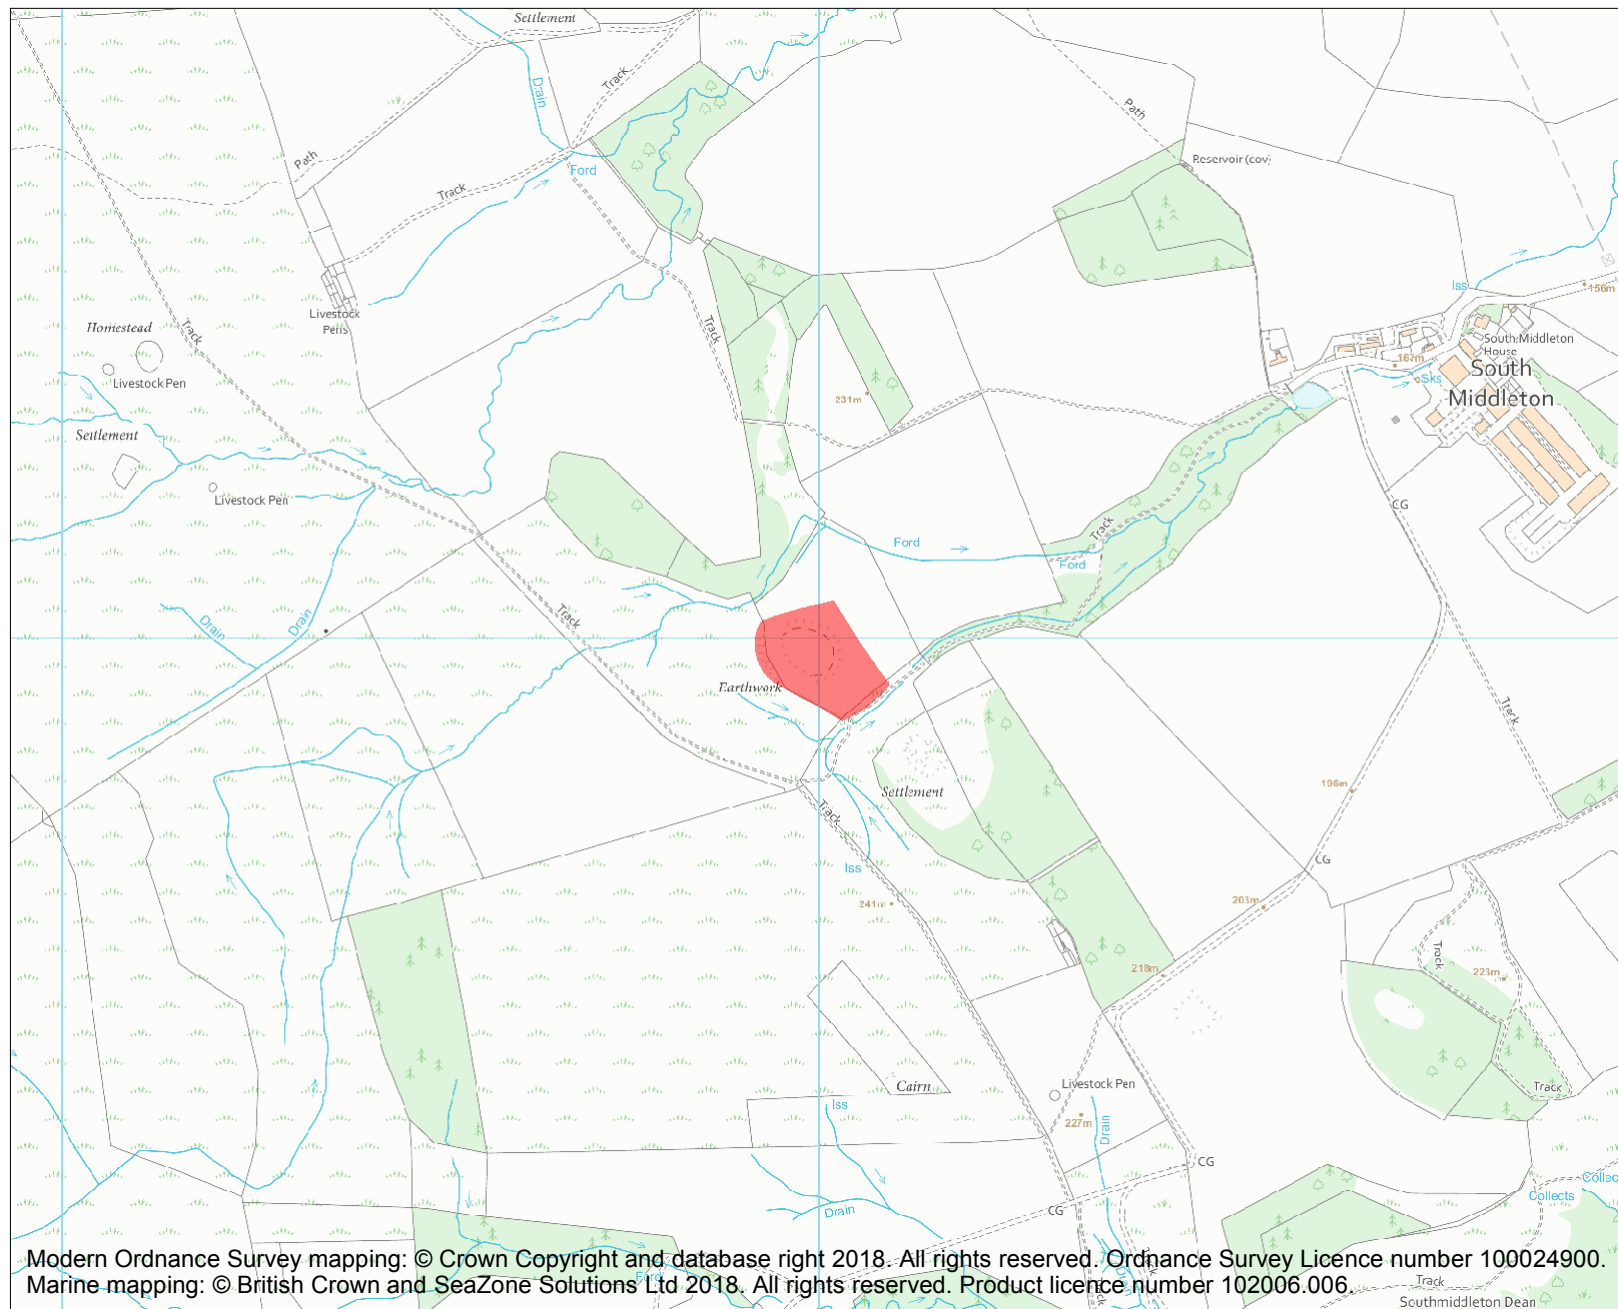 Settlement
Drain
Track
Path
Path
Reservoir (cov)
Ford
Track
Iss
156m
Livestock
Pens
Homestead
Track
Track
South Middleton
House
167m
Livestock Pen
Sks
South
Middleton
231m
Settlement
Livestock Pen
CG
Track
Ford
Ford
Drain
Drain
Track
Earthwork
Track
Settlement
196m
Track
Iss
CG
241m
203m
Track
218m
223m
Cairn
Livestock Pen
Track
Iss
227m
Drain
CG
Collects
Collec
CG
Drain
Modern Ordnance Survey mapping: © Crown Copyright and database right 2018. All rights reserved. Ordnance Survey Licence number 100024900.
Marine mapping: © British Crown and SeaZone Solutions Ltd 2018. All rights reserved. Product licence number 102006.006.
Ford
Drain
Track
Track
Southmiddleton Dean